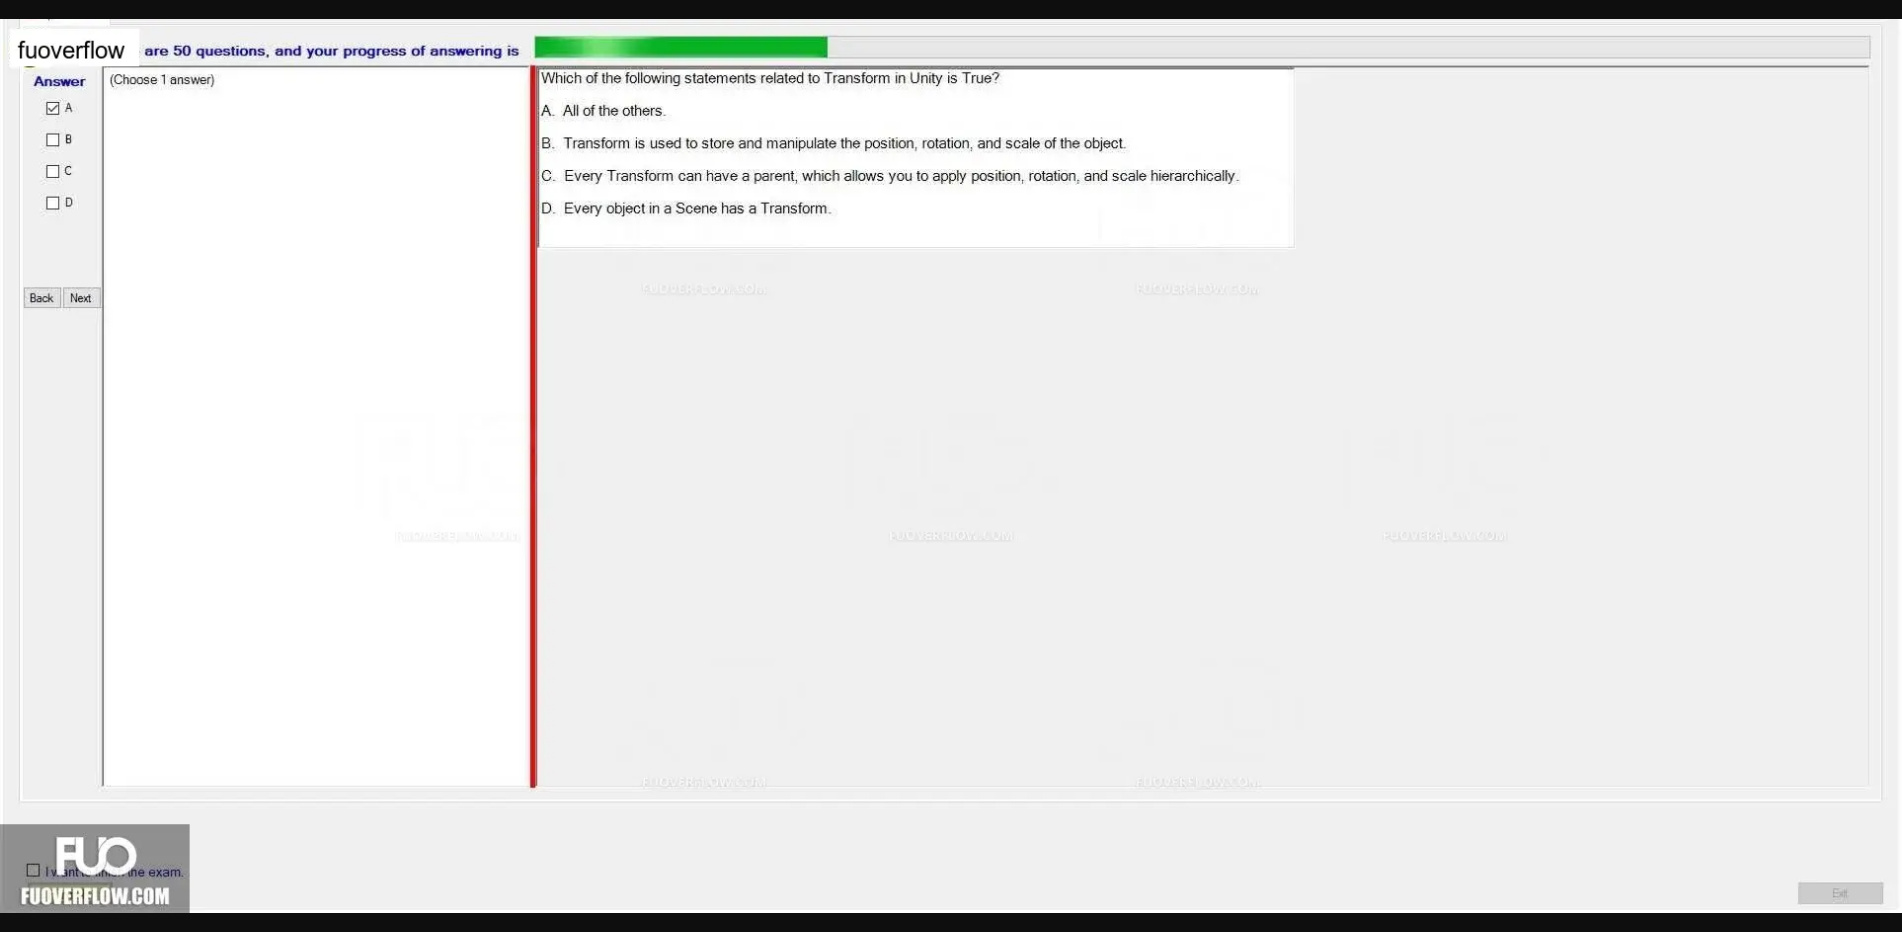 fuoverflow are 50 questions, and your progress of answering is
Answer
(Choose 1 answer)
A
B
C
D
Back Next
Which of the following statements related to Transform in Unity is True?
A. All of the others.
B. Transform is used to store and manipulate the position, rotation, and scale of the object.
C. Every Transform can have a parent, which allows you to apply position, rotation, and scale hierarchically.
D. Every object in a Scene has a Transform.
FUOVERFLOW.COM FUOVERFLOW.COM
FUOVERFLOW.COM FUOVERFLOW.COM FUOVERFLOW.COM
FUOVERFLOW.COM FUOVERFLOW.COM
FUO
I want the exam.
FUOVERFLOW.COM
Exit